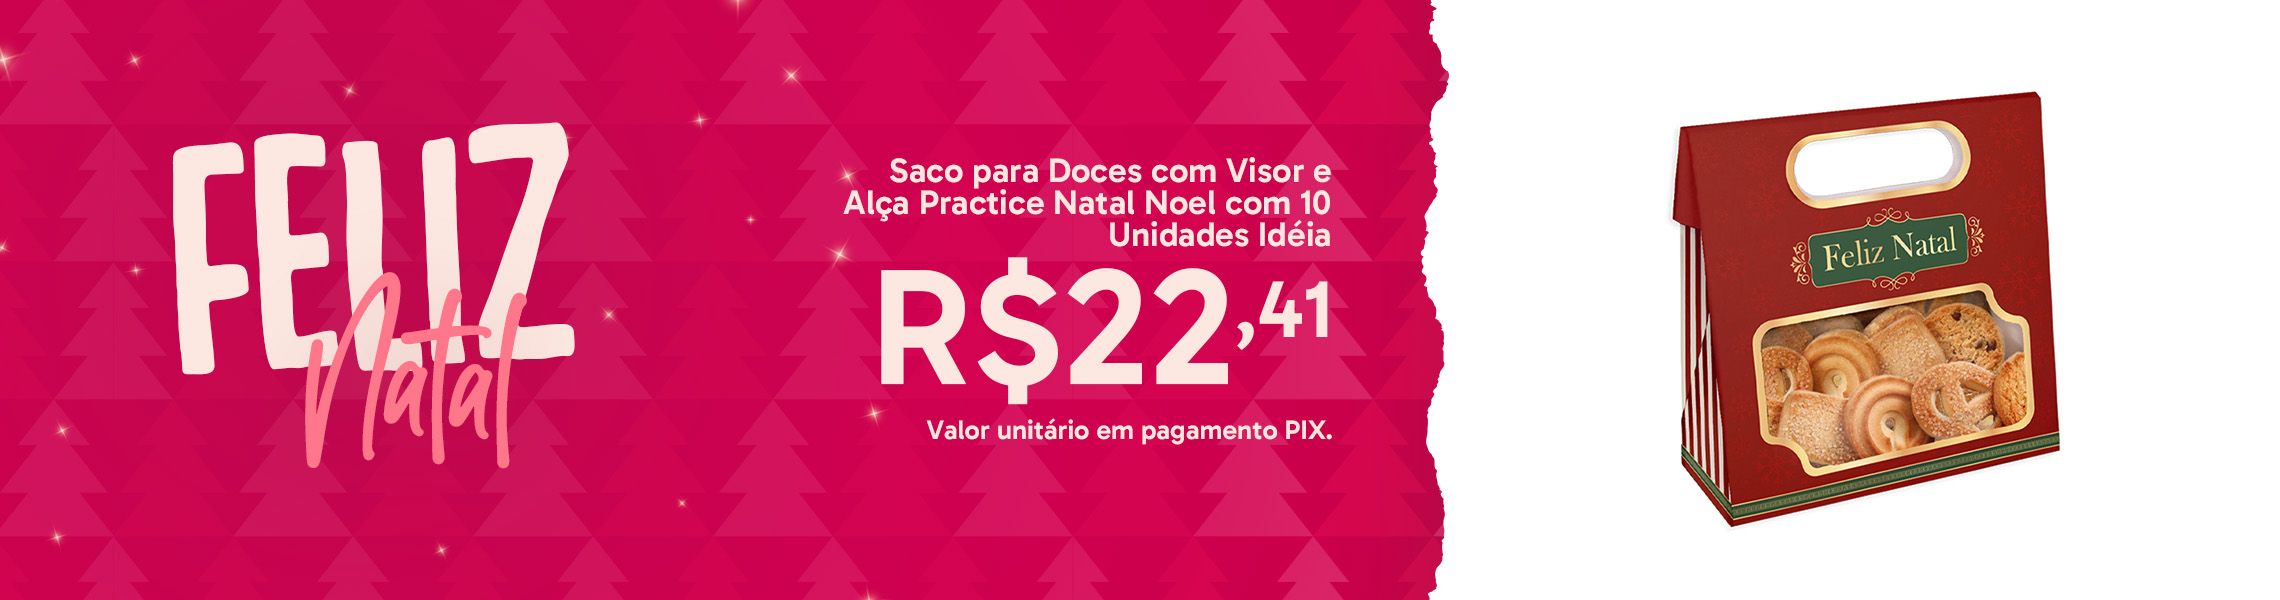 FELIZ
Natal
Saco para Doces com Visor e
Alça Practice Natal Noel com 10
Unidades Idéia
R$22,41
Valor unitário em pagamento PIX.
Feliz Natal